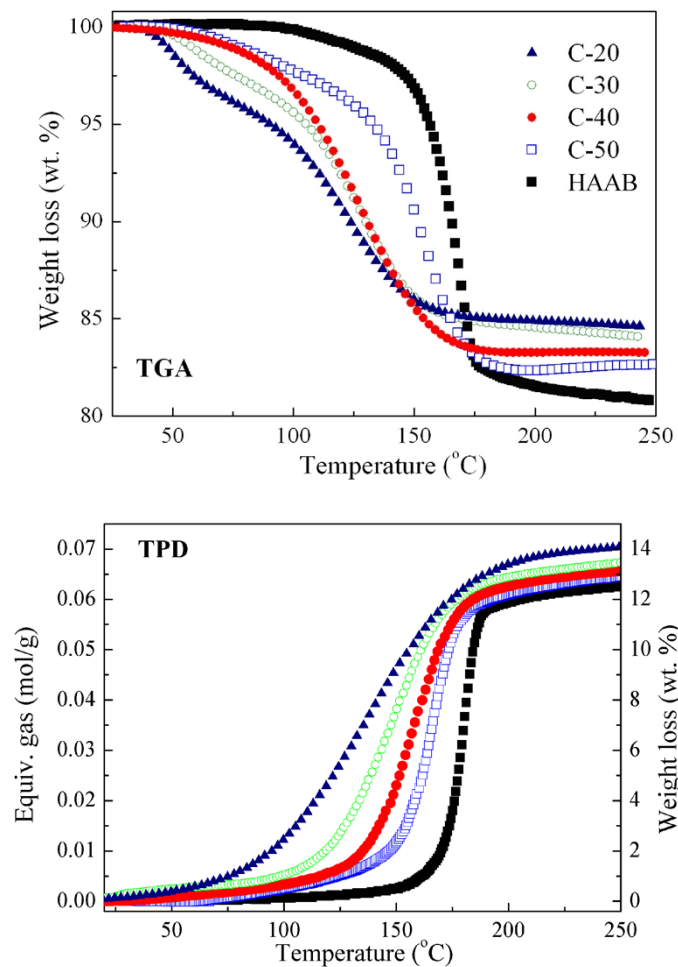 100
95
90
85
80
Weight loss (wt. %)
C-20
C-30
C-40
C-50
HAAB
TGA
50 100 150 200 250
Temperature (°C)
TPD
0.07
0.06
0.05
0.04
0.03
0.02
0.01
0.00
Equiv. gas (mol/g)
14
12
10
8
6
4
2
0
Weight loss (wt. %)
50 100 150 200 250
Temperature (°C)